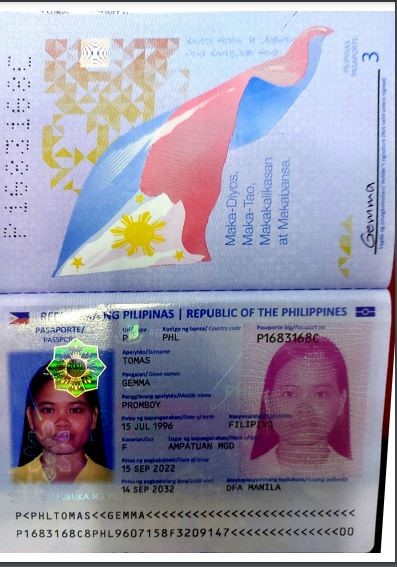 P1683168C
Maka-Diyos,
Maka-Tao,
Makakalikasan
at Makabansa.
Gemma
PILIPINAS
PASAPORTE
3
REPUBLIKA NG PILIPINAS | REPUBLIC OF THE PHILIPPINES
PASAPORTE/
PASSPORT
P
Kodigo ng bansa/ Country code
PHL
Pasaporte blg/Passport no.
P1683168C
Apelyido/Surname
TOMAS
Pangalan/ Given names
GEMMA
Panggitnang apelyido/Middle name
PROMBOY
Petsa ng kapanganakan/Date of birth
15 JUL 1996
FILIPINO
Kasarian/Sex
F
Lugar ng kapanganakan/Place of birth
AMPATUAN MGD
Petsa ng pagkakaloob/Date of issue
15 SEP 2022
Petsa ng pagkawalang bisa/Valid until
14 SEP 2032
DFA MANILA
P<PHLTOMAS<<GEMMA<<<<<<<<<<<<<<<<<<<<<<<<<<<
P1683168C8PHL9607158F3209147<<<<<<<<<<<<<<00